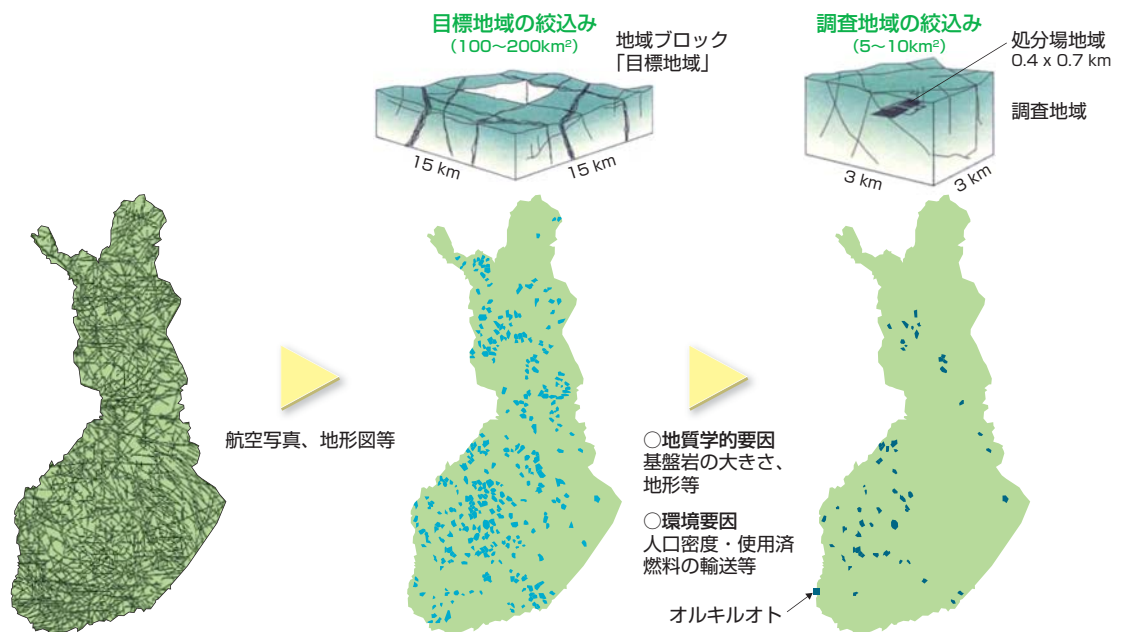 目標地域の絞込み
(100～200km²)
地域ブロック
「目標地域」
15 km
15 km
調査地域の絞込み
(5～10km²)
処分場地域
0.4 x 0.7 km
調査地域
3 km
3 km
航空写真、地形図等
○地質学的要因
基盤岩の大きさ、
地形等
○環境要因
人口密度・使用済
燃料の輸送等
オルキルオト